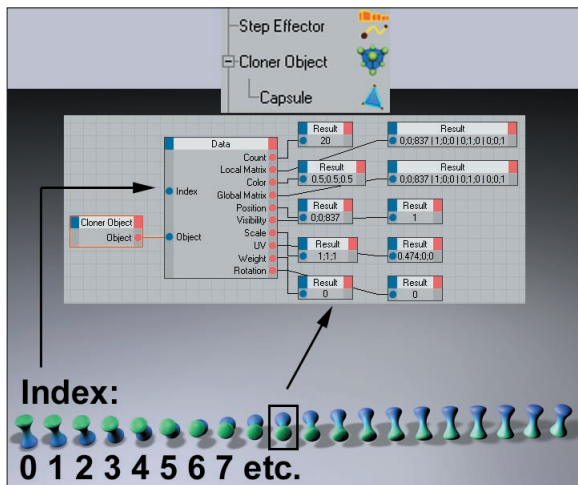 Step Effector
Cloner Object
Capsule
Data
Count
Local Matrix
Color
Global Matrix
Position
Visibility
Scale
UV
Weight
Rotation
Index
Object
Cloner Object
Object
Result
20
Result
0;0;837 | 1;0;0 | 0;1;0 | 0;0;1
Result
0.5;0.5;0.5
Result
0;0;837 | 1;0;0 | 0;1;0 | 0;0;1
Result
0;0;837
Result
1
Result
1;1;1
Result
0.474;0;0
Result
0
Result
0
Index:
0 1 2 3 4 5 6 7 etc.